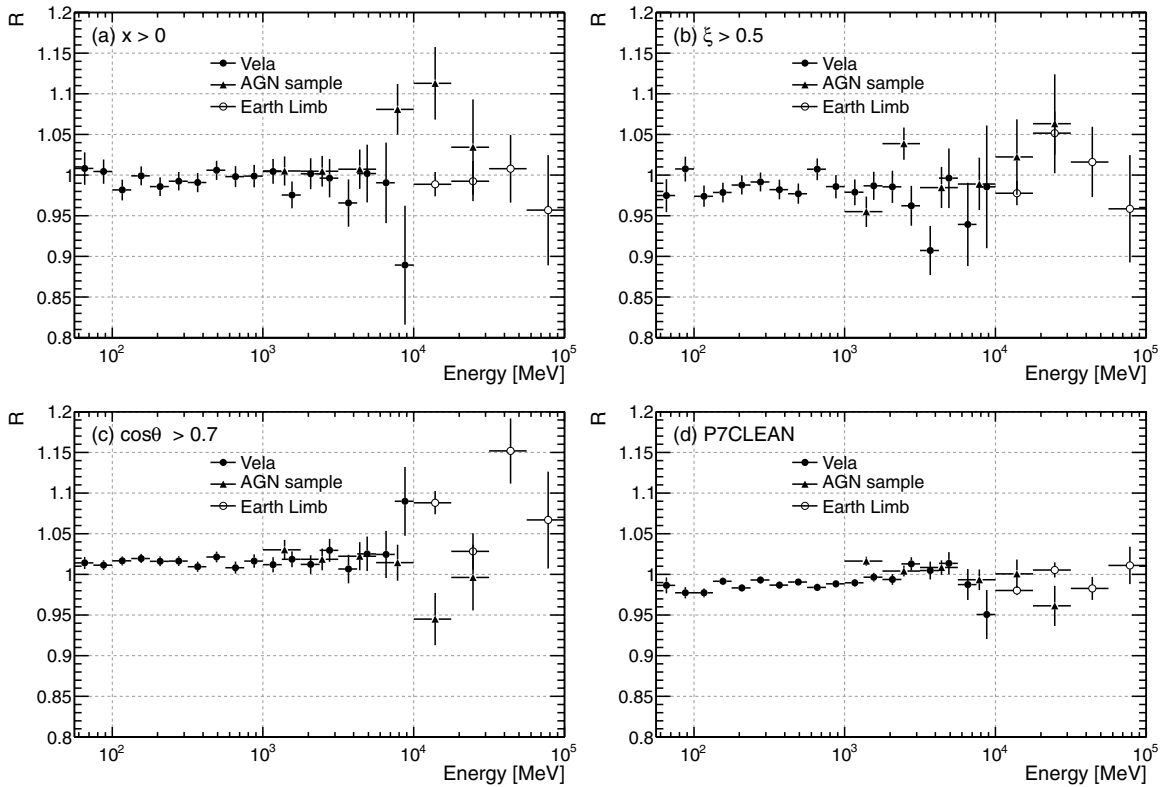 R
(a) x > 0
Vela
AGN sample
Earth Limb
1.2
1.15
1.1
1.05
1
0.95
0.9
0.85
0.8
10²
10³
10⁴
10⁵
Energy [MeV]
R
(b) ξ > 0.5
Vela
AGN sample
Earth Limb
1.2
1.15
1.1
1.05
1
0.95
0.9
0.85
0.8
10²
10³
10⁴
10⁵
Energy [MeV]
R
(c) cosθ > 0.7
Vela
AGN sample
Earth Limb
1.2
1.15
1.1
1.05
1
0.95
0.9
0.85
0.8
10²
10³
10⁴
10⁵
Energy [MeV]
R
(d) P7CLEAN
Vela
AGN sample
Earth Limb
1.2
1.15
1.1
1.05
1
0.95
0.9
0.85
0.8
10²
10³
10⁴
10⁵
Energy [MeV]